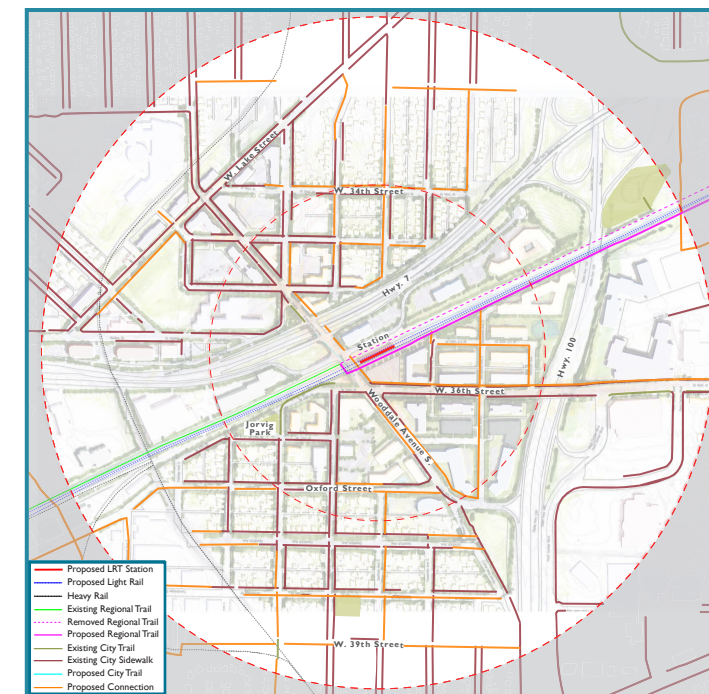 W. Lake Street
W. 34th Street
Hwy. 7
Station
Hwy. 100
W. 36th Street
Wooddale Avenue S.
Jorvig
Park
Oxford Street
W. 39th Street
Proposed LRT Station
Proposed Light Rail
Heavy Rail
Existing Regional Trail
Removed Regional Trail
Proposed Regional Trail
Existing City Trail
Existing City Sidewalk
Proposed City Trail
Proposed Connection